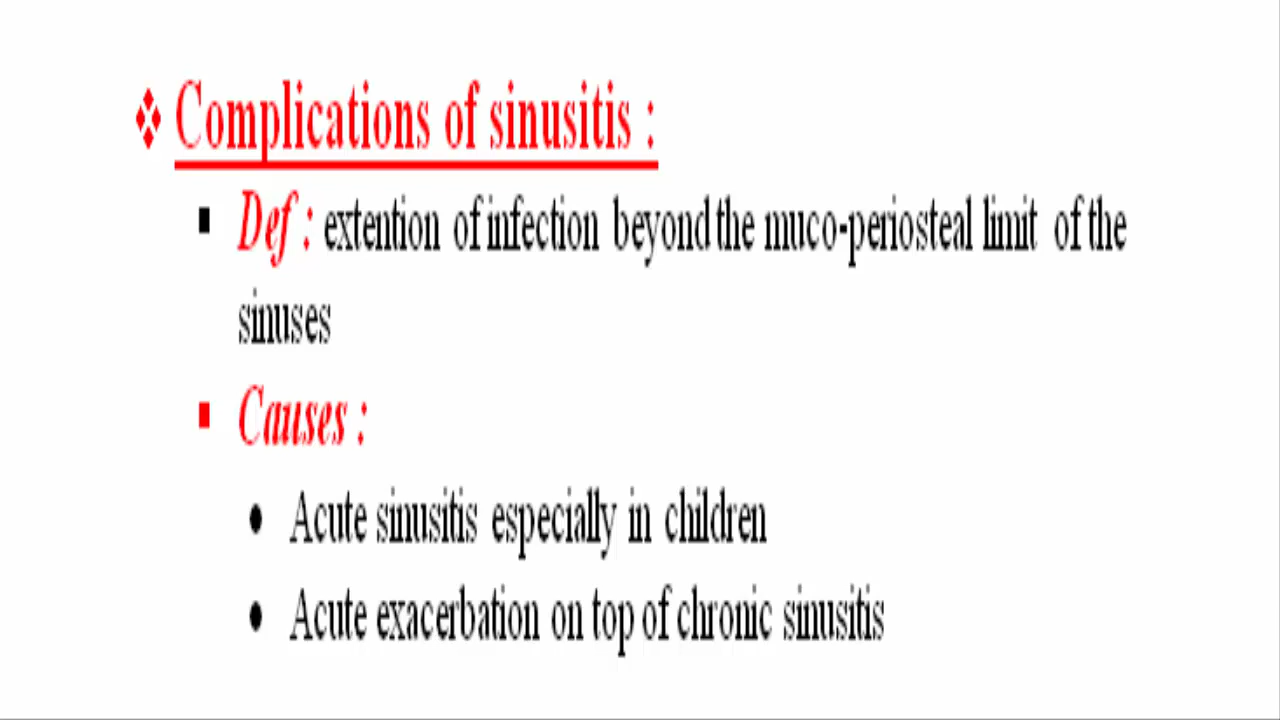 ❖ Complications of sinusitis :
▪ Def : extention of infection beyond the muco-periosteal limit of the
sinuses
▪ Causes :
• Acute sinusitis especially in children
• Acute exacerbation on top of chronic sinusitis